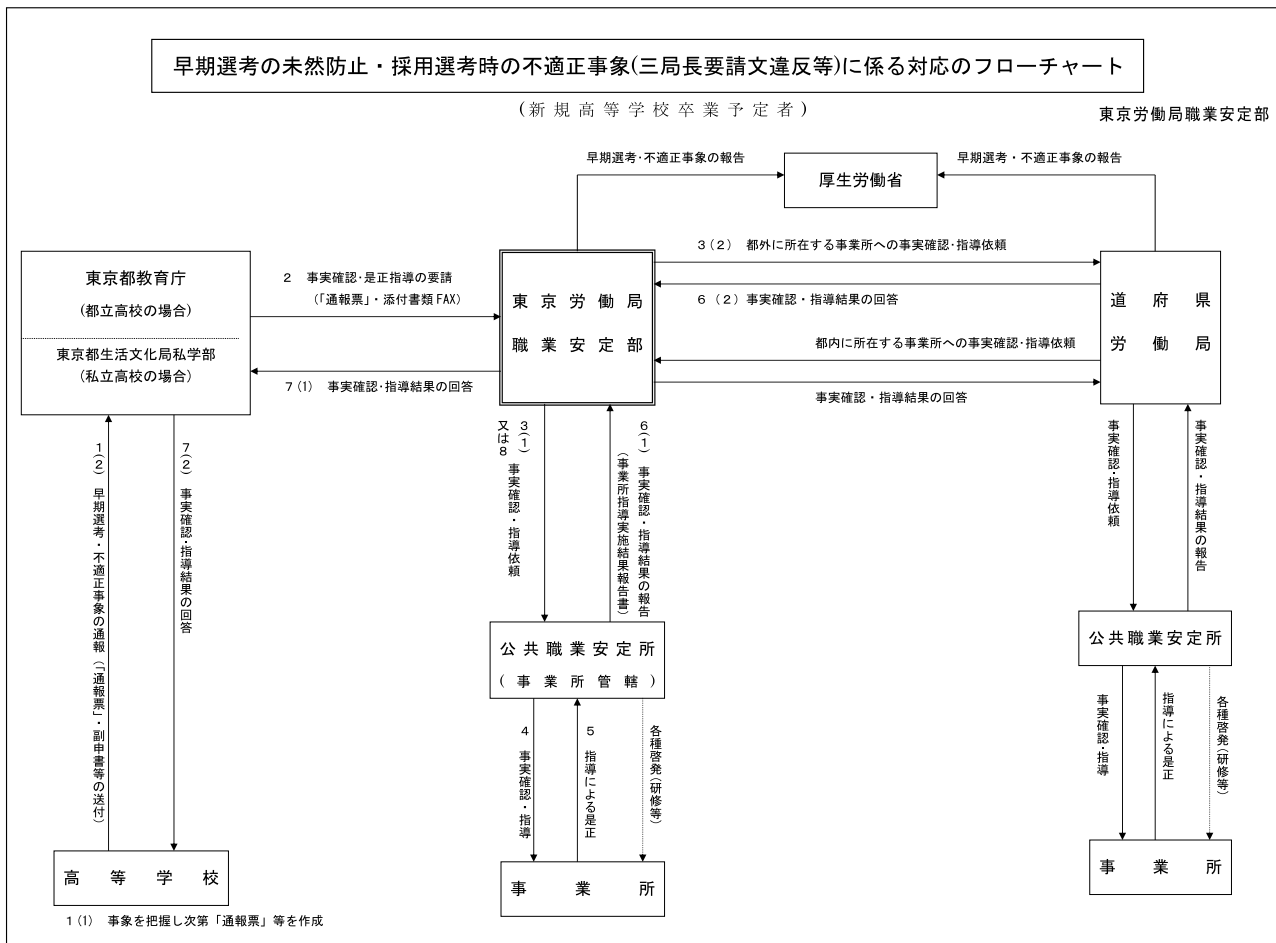 早期選考の未然防止・採用選考時の不適正事象(三局長要請文違反等)に係る対応のフローチャート
(新規高等学校卒業予定者)
東京労働局職業安定部
早期選考･不適正事象の報告
厚生労働省
早期選考・不適正事象の報告
東京都教育庁
(都立高校の場合)
東京都生活文化局私学部
(私立高校の場合)
2 事実確認･是正指導の要請
(「通報票」・添付書類 FAX)
7(1) 事実確認･指導結果の回答
東京労働局
職業安定部
3(2) 都外に所在する事業所への事実確認･指導依頼
6 (2) 事実確認・指導結果の回答
都内に所在する事業所への事実確認･指導依頼
事実確認・指導結果の回答
道府県
労働局
1(2) 早期選考・不適正事象の通報(「通報票」・副申書等の送付)
7(2) 事実確認･指導結果の回答
3(1) 事実確認・指導依頼
又は8
6(1) 事実確認・指導結果の報告
(事業所指導実施結果報告書)
事実確認･指導依頼
事実確認・指導結果の報告
公共職業安定所
(事業所管轄)
公共職業安定所
4 事実確認・指導
5 指導による是正
各種啓発(研修等)
事実確認･指導
指導による是正
各種啓発(研修等)
高等学校
事業所
事業所
1(1) 事象を把握し次第「通報票」等を作成